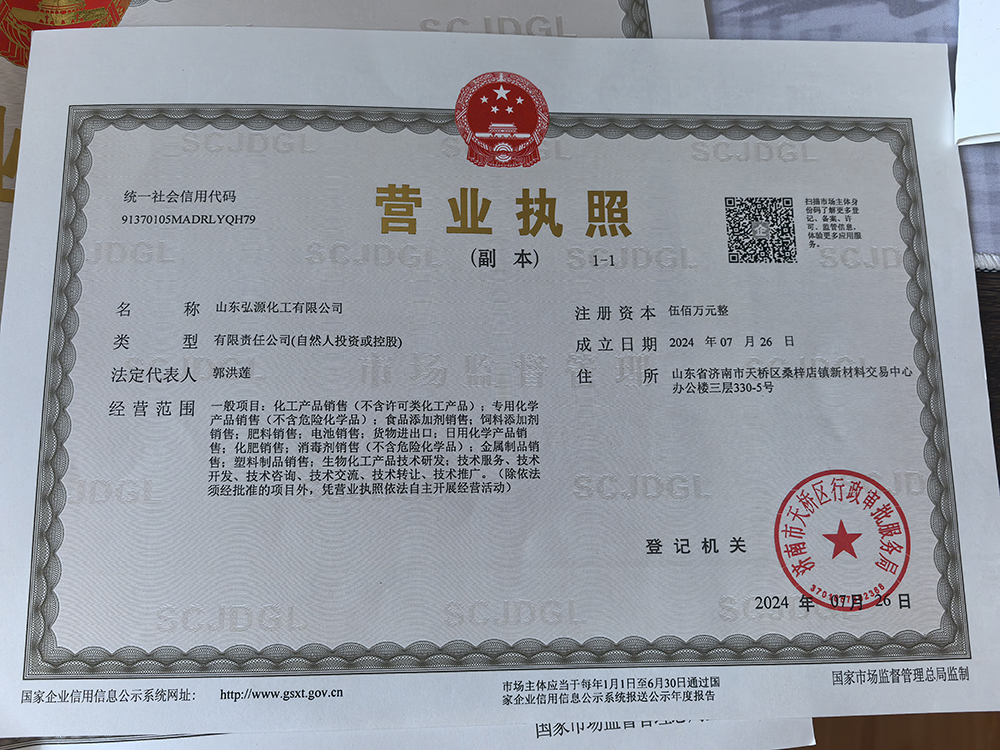 SCJDGL
统一社会信用代码
91370105MADRLYQH79
营业执照
(副 本) 1-1
扫描市场主体身
份码了解更多登
记、备案、许
可、监管信息,
体验更多应用服
务。
名 称 山东弘源化工有限公司
类 型 有限责任公司(自然人投资或控股)
法定代表人 郭洪莲
经营范围 一般项目:化工产品销售(不含许可类化工产品);专用化学
产品销售(不含危险化学品);食品添加剂销售;饲料添加剂
销售;肥料销售;电池销售;货物进出口;日用化学产品销
售;化肥销售;消毒剂销售(不含危险化学品);金属制品销
售;塑料制品销售;生物化工产品技术研发;技术服务、技术
开发、技术咨询、技术交流、技术转让、技术推广。(除依法
须经批准的项目外,凭营业执照依法自主开展经营活动)
注册资本 伍佰万元整
成立日期 2024 年 07 月 26 日
住 所 山东省济南市天桥区桑梓店镇新材料交易中心
办公楼三层330-5号
市场监督管理
登记机关
济南市天桥区行政审批服务局
2024 年 07月 26 日
国家企业信用信息公示系统网址: http://www.gsxt.gov.cn
市场主体应当于每年1月1日至6月30日通过国
家企业信用信息公示系统报送公示年度报告
国家市场监督管理总局监制